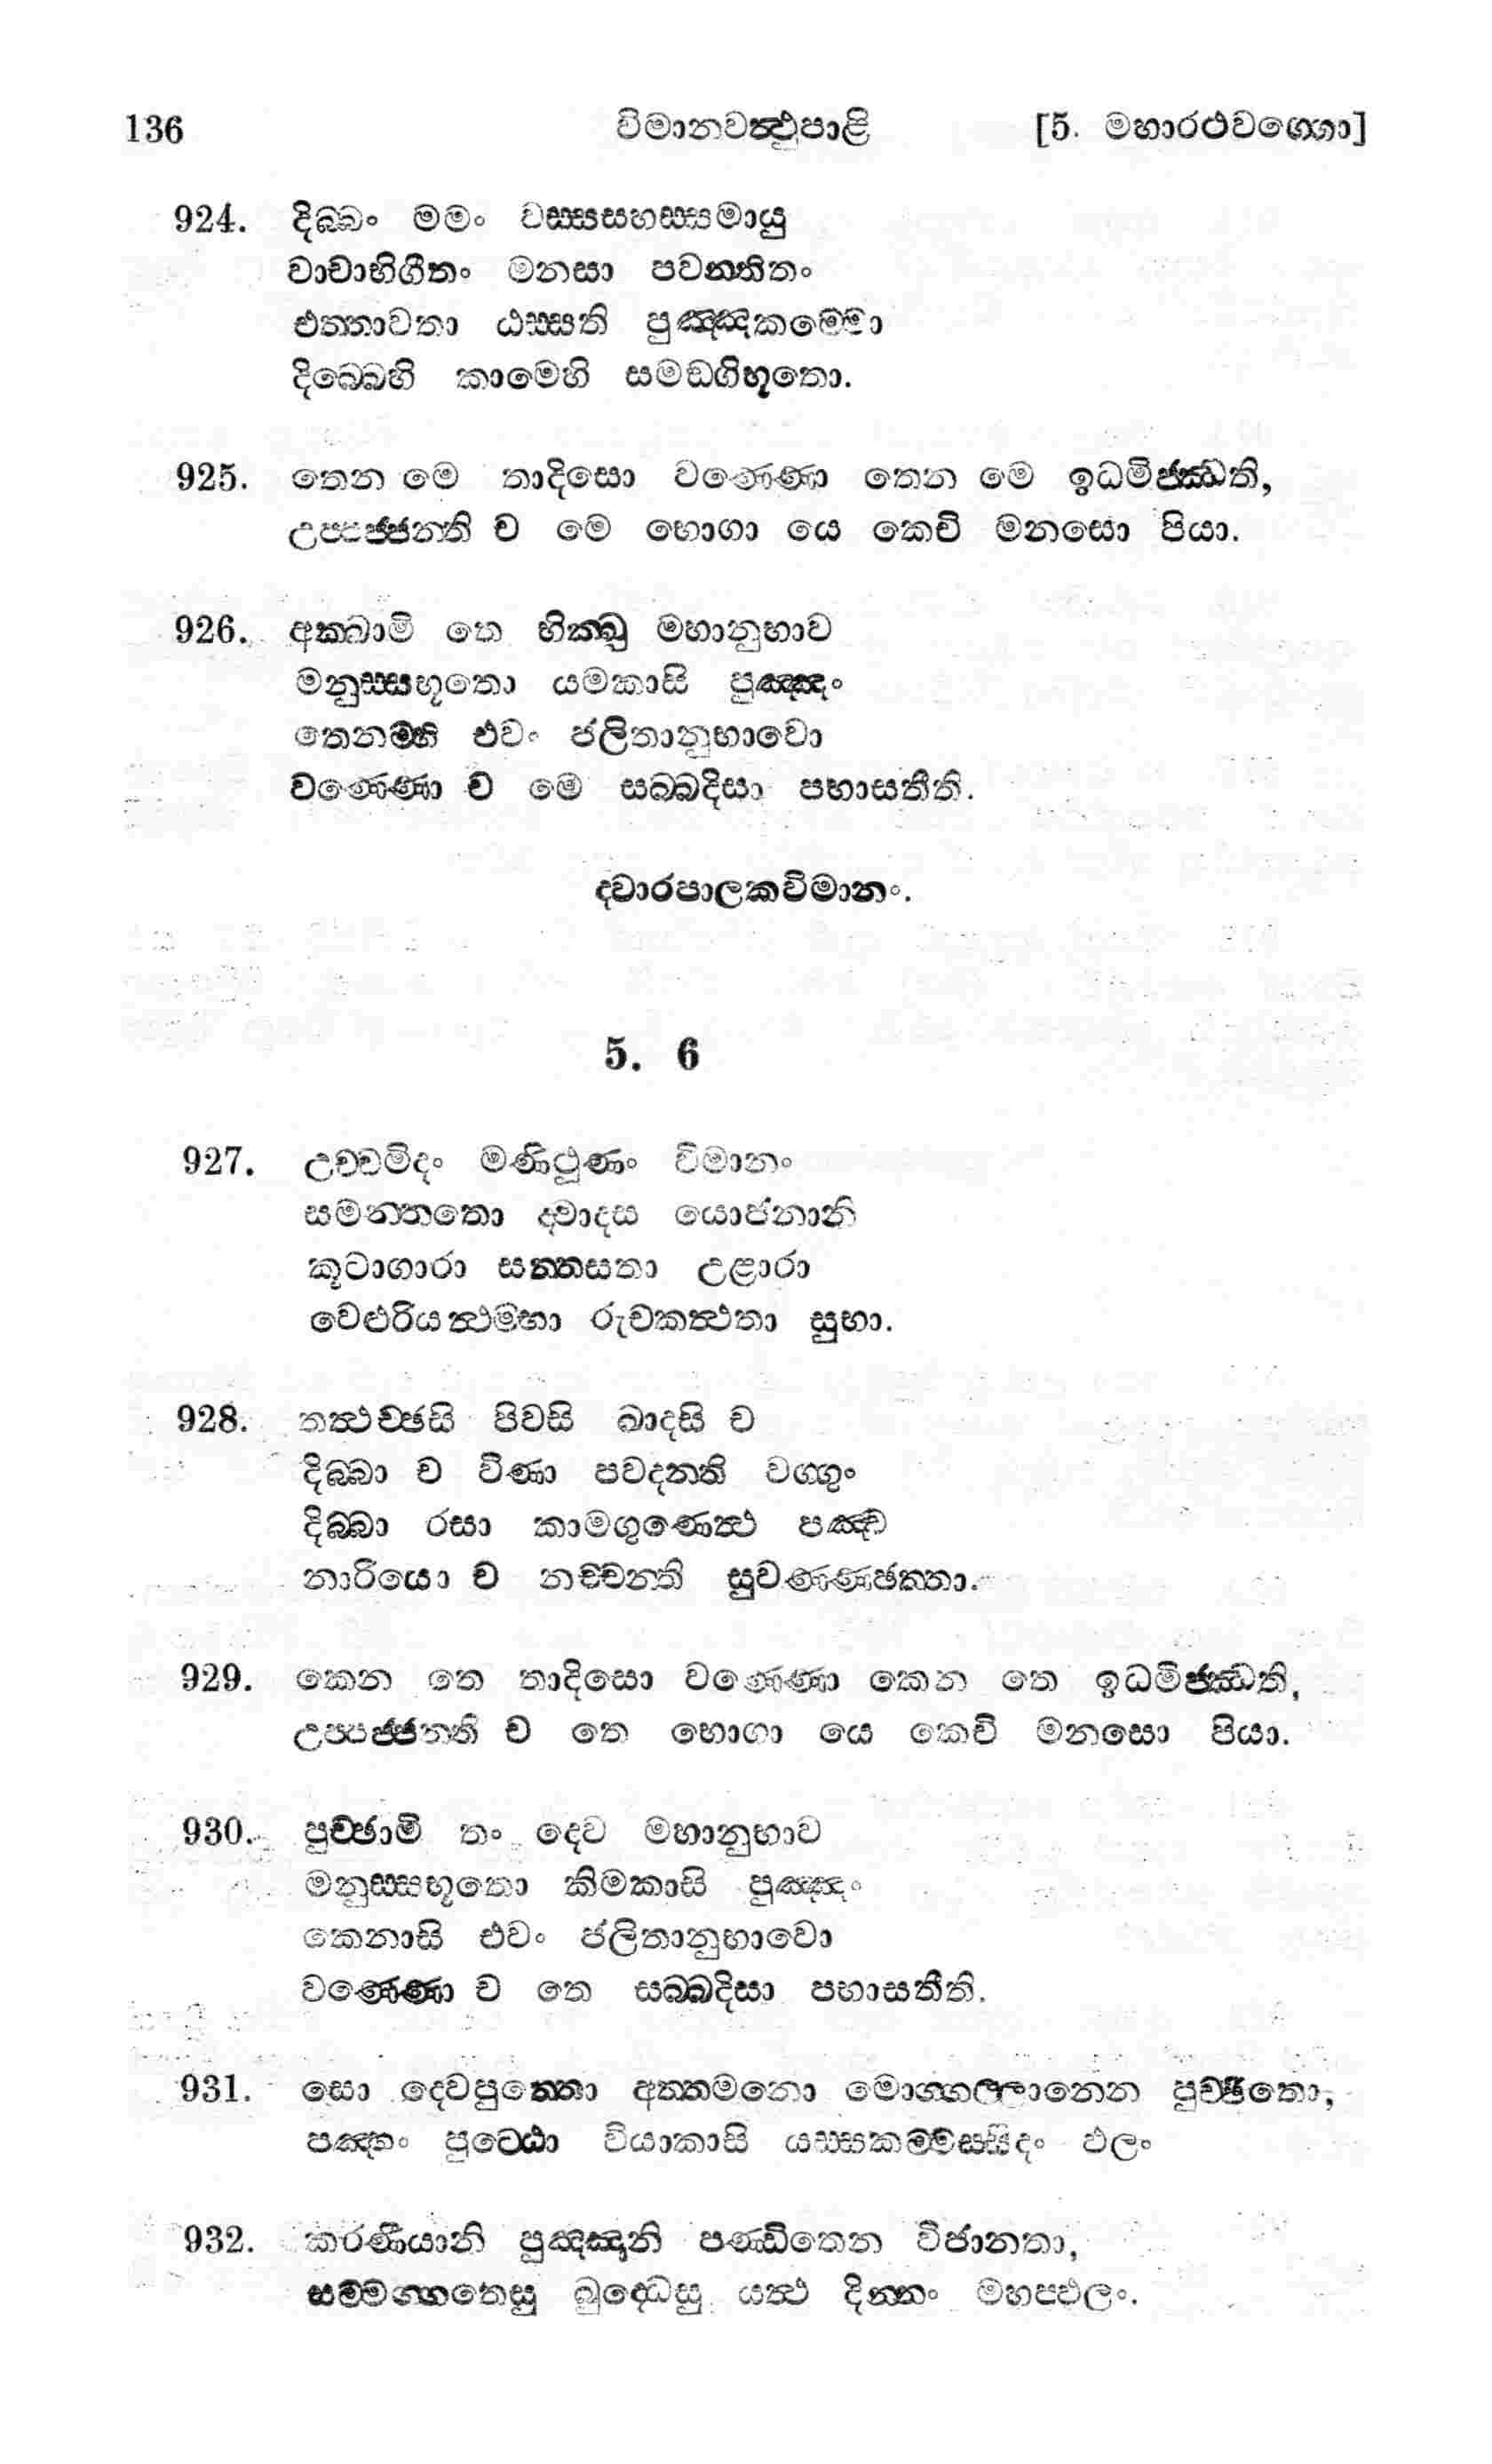 136 විමානවත්‍ථුපාළි [5. මහාරථවග්‌ගො]
924. දිබ්බං මමං වස්සසහස්සමායු
වාචාභිගීතං මනසා පවත්තිතං
එත්තාවතා ඨස්සති පුඤ්ඤකම්මො
දිබ්බෙහි කාමෙහි සමඞ්ගිභූතො.
925. තෙන මෙ තාදිසො වණ්ණො තෙන මෙ ඉධමිජ්ඣති,
උප්පජ්ජන්ති ච මෙ භොගා යෙ කෙචි මනසො පියා.
926. අක්ඛාමි තෙ භික්ඛු මහානුභාව
මනුස්සභූතො යමකාසි පුඤ්ඤං
තෙනම්හි එවං ජලිතානුභාවො
වණ්ණො ච මෙ සබ්බදිසා පභාසතීති.
ද්වාරපාලකවිමානං.
5. 6
927. උච්චමිදං මණිථූණං විමානං
සමන්තතො ද්වාදස යොජනානි
කූටාගාරා සත්තසතා උළාරා
වෙළුරියත්‍ථම්භා රුචකත්‍ථතා සුභා.
928. තත්‍ථච්ඡසි පිවසි ඛාදසි ච
දිබ්බා ච වීණා පවදන්ති වග්ගුං
දිබ්බා රසා කාමගුණෙත්‍ථ පඤ්ච
නාරියො ච නච්චන්ති සුවණ්ණඡන්නා.
929. කෙන තෙ තාදිසො වණ්ණො කෙන තෙ ඉධමිජ්ඣති,
උප්පජ්ජන්ති ච තෙ භොගා යෙ කෙචි මනසො පියා.
930. පුච්ඡාමි තං දෙව මහානුභාව
මනුස්සභූතො කිමකාසි පුඤ්ඤං
කෙනාසි එවං ජලිතානුභාවො
වණ්ණො ච තෙ සබ්බදිසා පභාසතීති.
931. සො දෙවපුත්තො අත්තමනො මොග්ගල්ලානෙන පුච්ඡිතො,
පඤ්හං පුට්ඨො වියාකාසි යස්සකම්මස්සිදං ඵලං
932. කරණීයානි පුඤ්ඤානි පණ්ඩිතෙන විජානතා,
සම්මග්ගතෙසු බුද්ධෙසු යත්‍ථ දින්නං මහප්ඵලං.